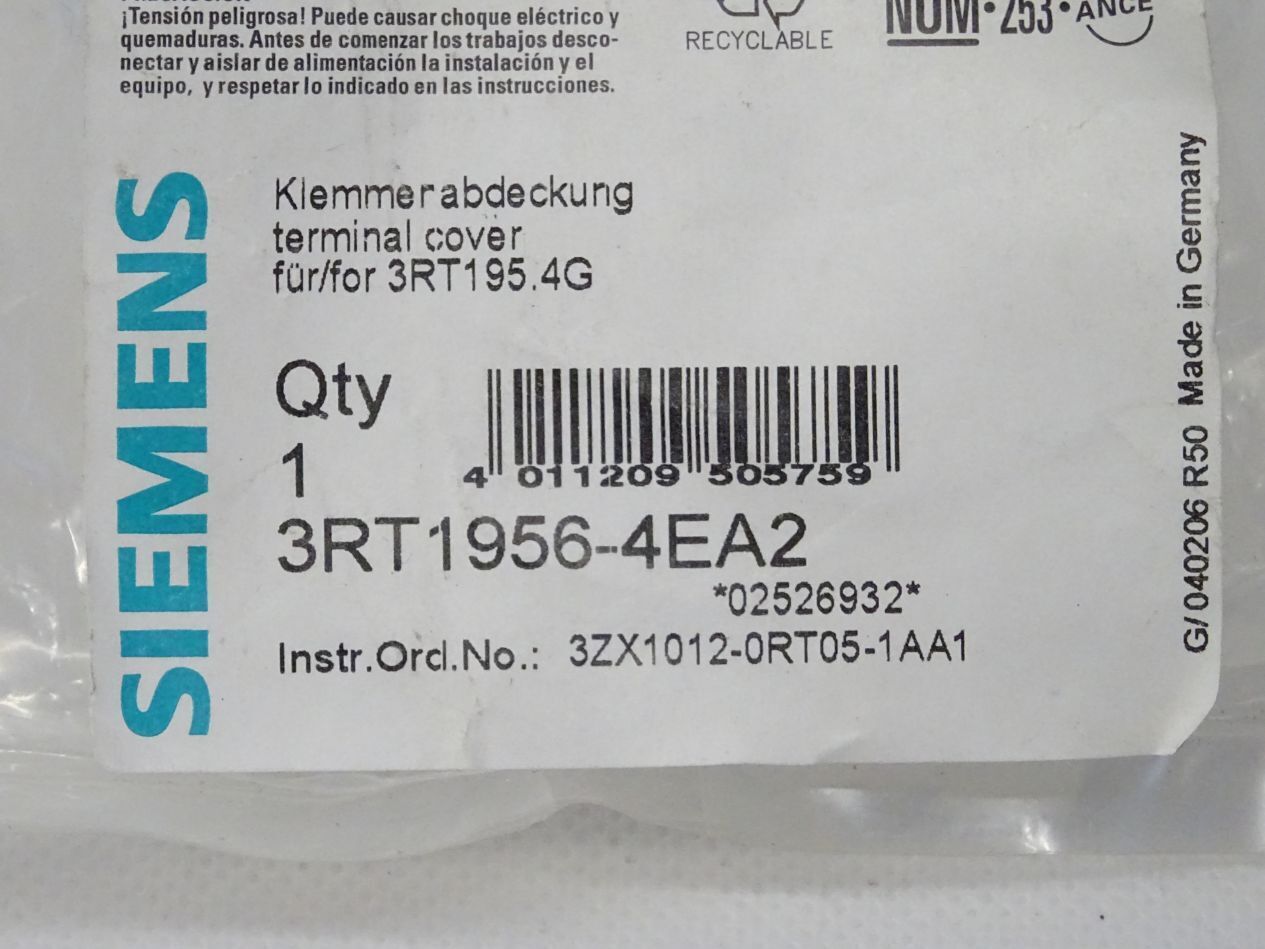 ¡Tensión peligrosa! Puede causar choque eléctrico y
quemaduras. Antes de comenzar los trabajos desco-
nectar y aislar de alimentación la instalación y el
equipo, y respetar lo indicado en las instrucciones.
RECYCLABLE
NOM•253•ANCE
SIEMENS
Klemmerabdeckung
terminal cover
für/for 3RT195.4G
Qty
1
4 011209 505759
3RT1956-4EA2
*02526932*
Instr.Ord.No.: 3ZX1012-0RT05-1AA1
G/040206 R50 Made in Germany